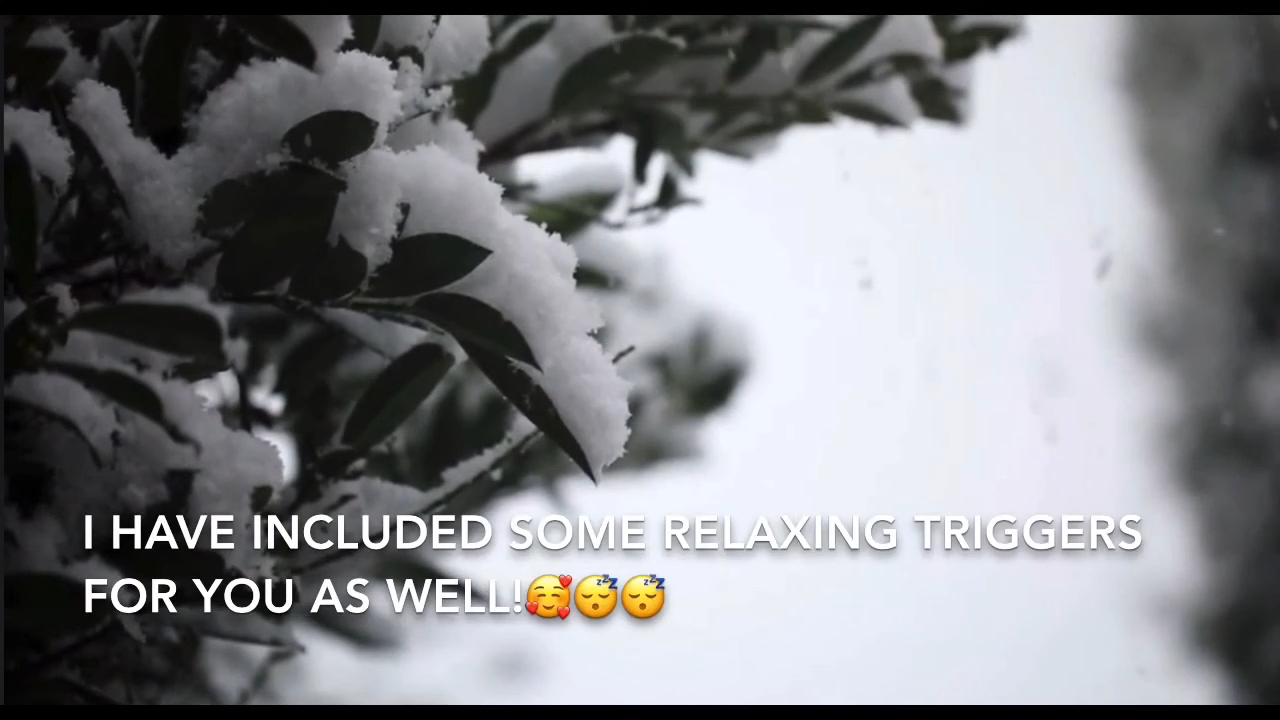 I HAVE INCLUDED SOME RELAXING TRIGGERS
FOR YOU AS WELL!🥰😴😴